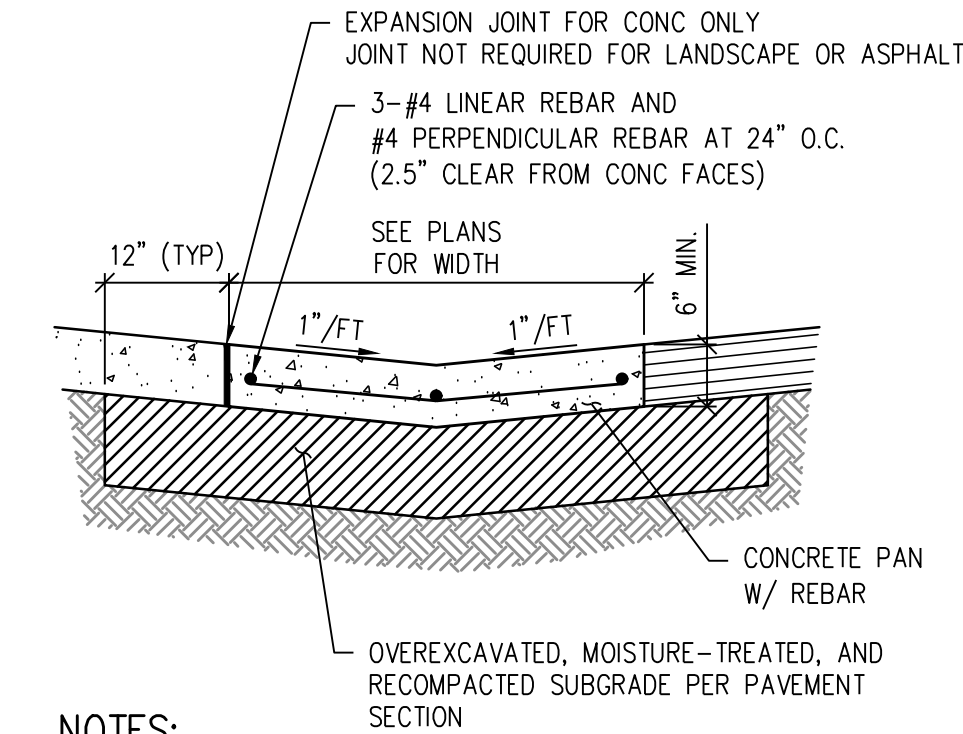 EXPANSION JOINT FOR CONC ONLY
JOINT NOT REQUIRED FOR LANDSCAPE OR ASPHALT
3-#4 LINEAR REBAR AND
#4 PERPENDICULAR REBAR AT 24" O.C.
(2.5" CLEAR FROM CONC FACES)
SEE PLANS
FOR WIDTH
12" (TYP)
6" MIN.
1"/FT
1"/FT
CONCRETE PAN
W/ REBAR
OVEREXCAVATED, MOISTURE-TREATED, AND
RECOMPACTED SUBGRADE PER PAVEMENT
SECTION
NOTES: